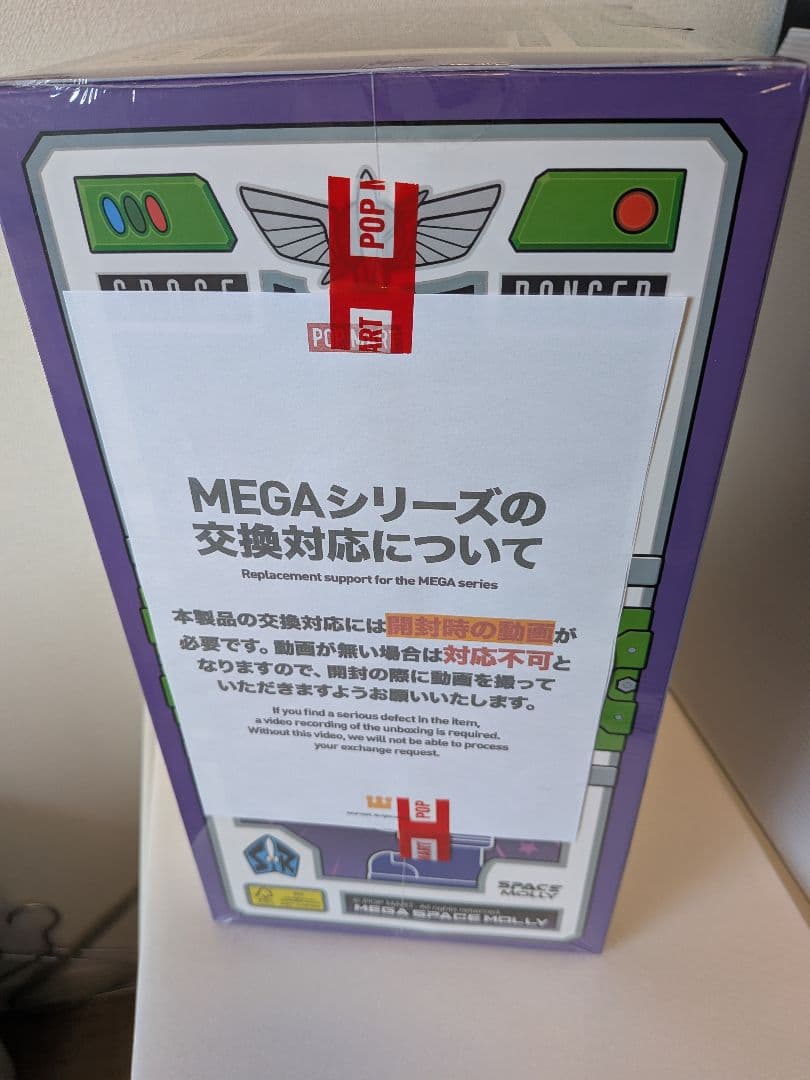 POP M
ART
POP MART
MEGAシリーズの
交換対応について
Replacement support for the MEGA series
本製品の交換対応には開封時の動画が
必要です。動画が無い場合は対応不可と
なりますので、開封の際に動画を撮って
いただきますようお願いいたします。
If you find a serious defect in the item,
a video recording of the unboxing is required.
Without this video, we will not be able to process
your exchange request.
POP
MART
SPACE
MOLLY
MEGA SPACE MOLLY